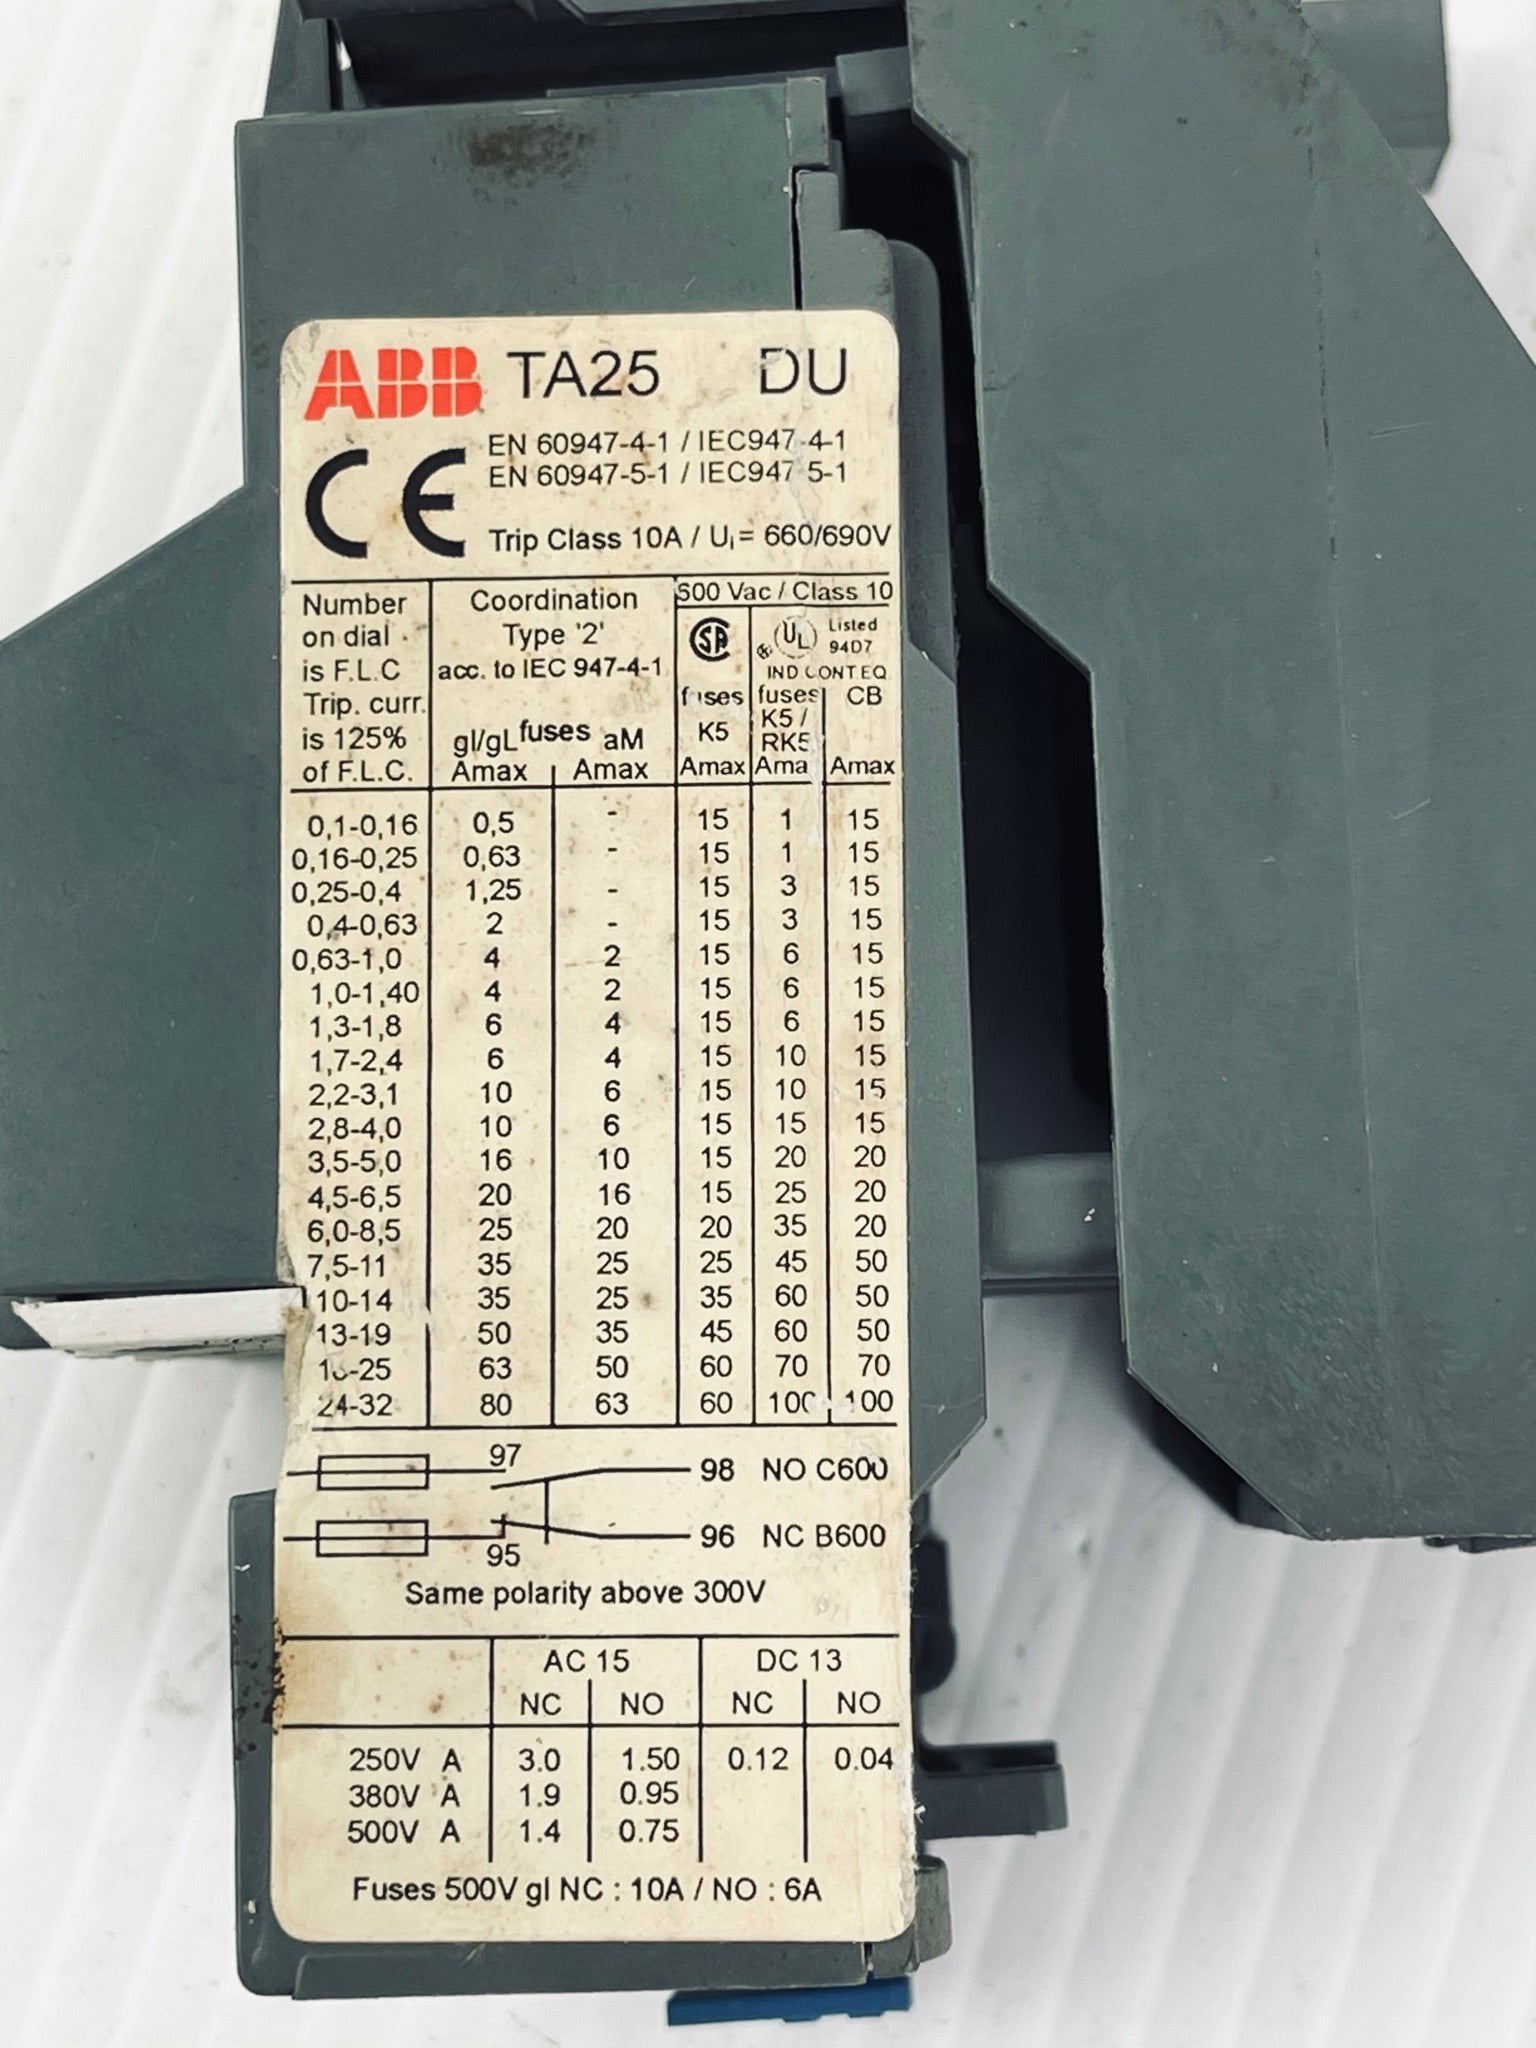 ABB TA25 DU
CE
EN 60947-4-1 / IEC947-4-1
EN 60947-5-1 / IEC947-5-1
Trip Class 10A / Ui= 660/690V
Number on dial is F.L.C Trip. curr. is 125% of F.L.C.
Coordination Type '2' acc. to IEC 947-4-1
fuses
gl/gL Amax
aM Amax
600 Vac / Class 10
SA
fuses K5 Amax
& UL Listed 94D7
IND CONT.EQ
fuses K5 / RK5
CB Amax
0,1-0,16 0,5 - 15 1 15
0,16-0,25 0,63 - 15 1 15
0,25-0,4 1,25 - 15 3 15
0,4-0,63 2 - 15 3 15
0,63-1,0 4 2 15 6 15
1,0-1,40 4 2 15 6 15
1,3-1,8 6 4 15 6 15
1,7-2,4 6 4 15 10 15
2,2-3,1 10 6 15 10 15
2,8-4,0 10 6 15 15 15
3,5-5,0 16 10 15 20 20
4,5-6,5 20 16 15 25 20
6,0-8,5 25 20 20 35 20
7,5-11 35 25 25 45 50
10-14 35 25 35 60 50
13-19 50 35 45 60 50
63 50 60 70 70
24-32 80 63 60 100 100
97 98 NO C600
95 96 NC B600
Same polarity above 300V
AC 15 DC 13
NC NO NC NO
250V A 3.0 1.50 0.12 0.04
380V A 1.9 0.95
500V A 1.4 0.75
Fuses 500V gl NC : 10A / NO : 6A